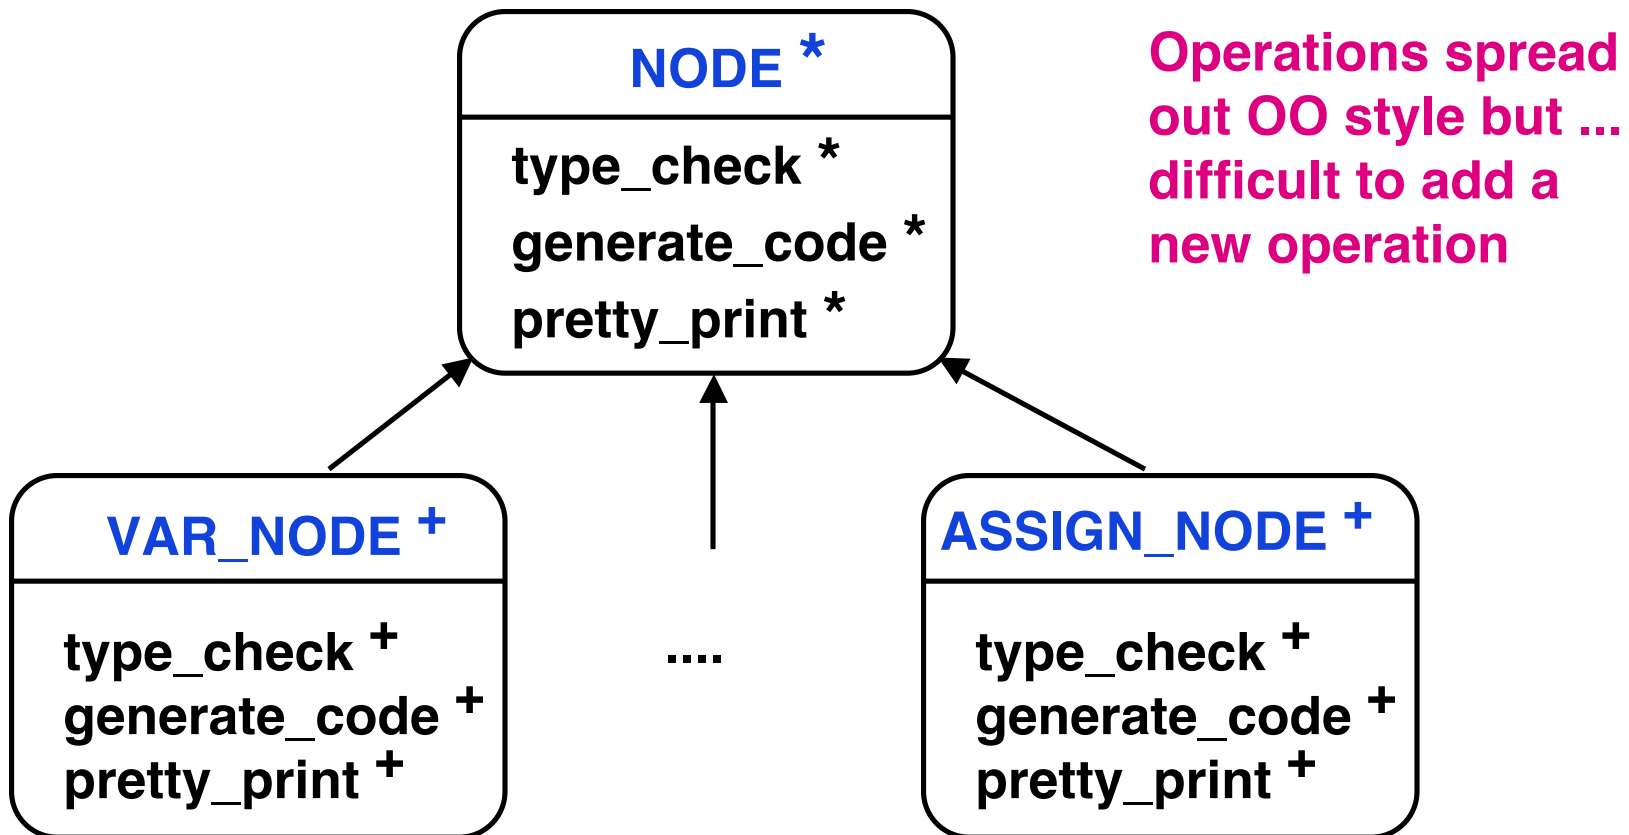 NODE *
type_check *
generate_code *
pretty_print *
Operations spread
out OO style but ...
difficult to add a
new operation
VAR_NODE +
type_check +
generate_code +
pretty_print +
....
ASSIGN_NODE +
type_check +
generate_code +
pretty_print +